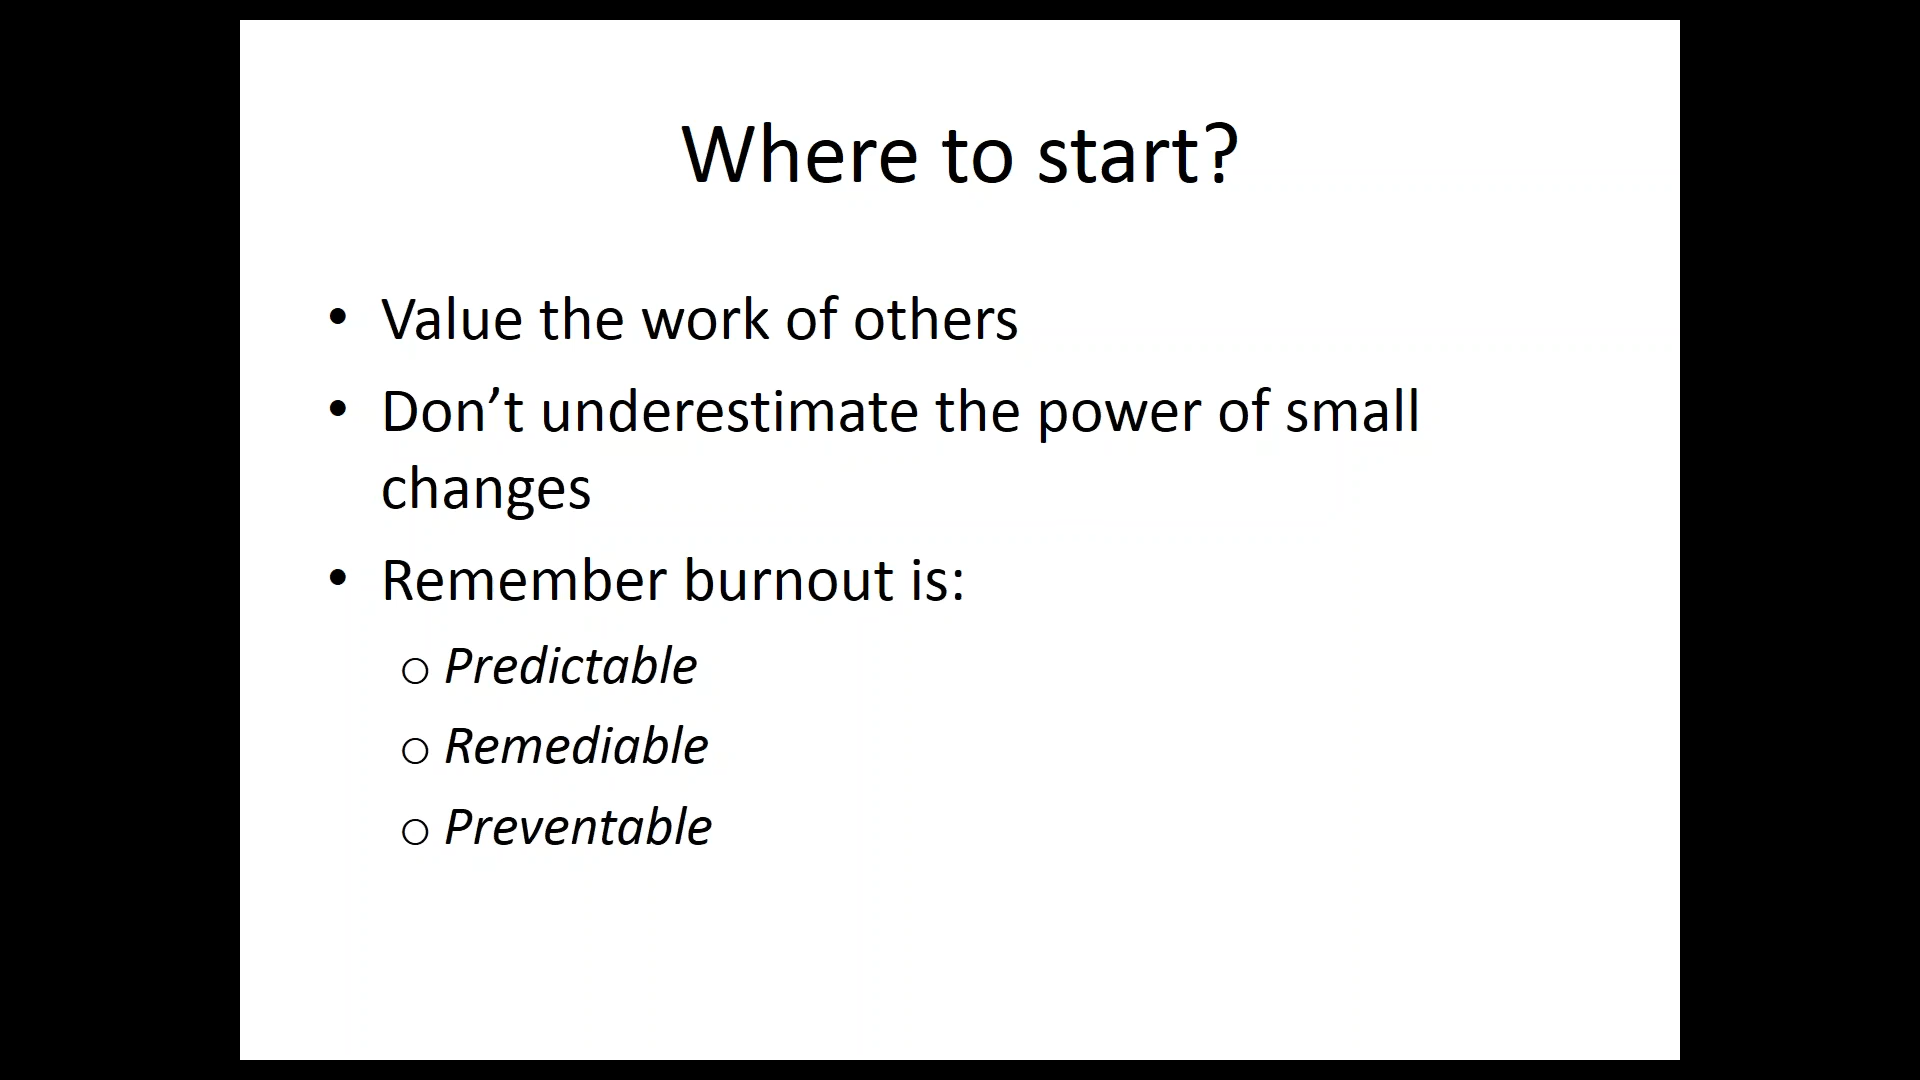 Where to start?
• Value the work of others
• Don’t underestimate the power of small
changes
• Remember burnout is:
o Predictable
o Remediable
o Preventable